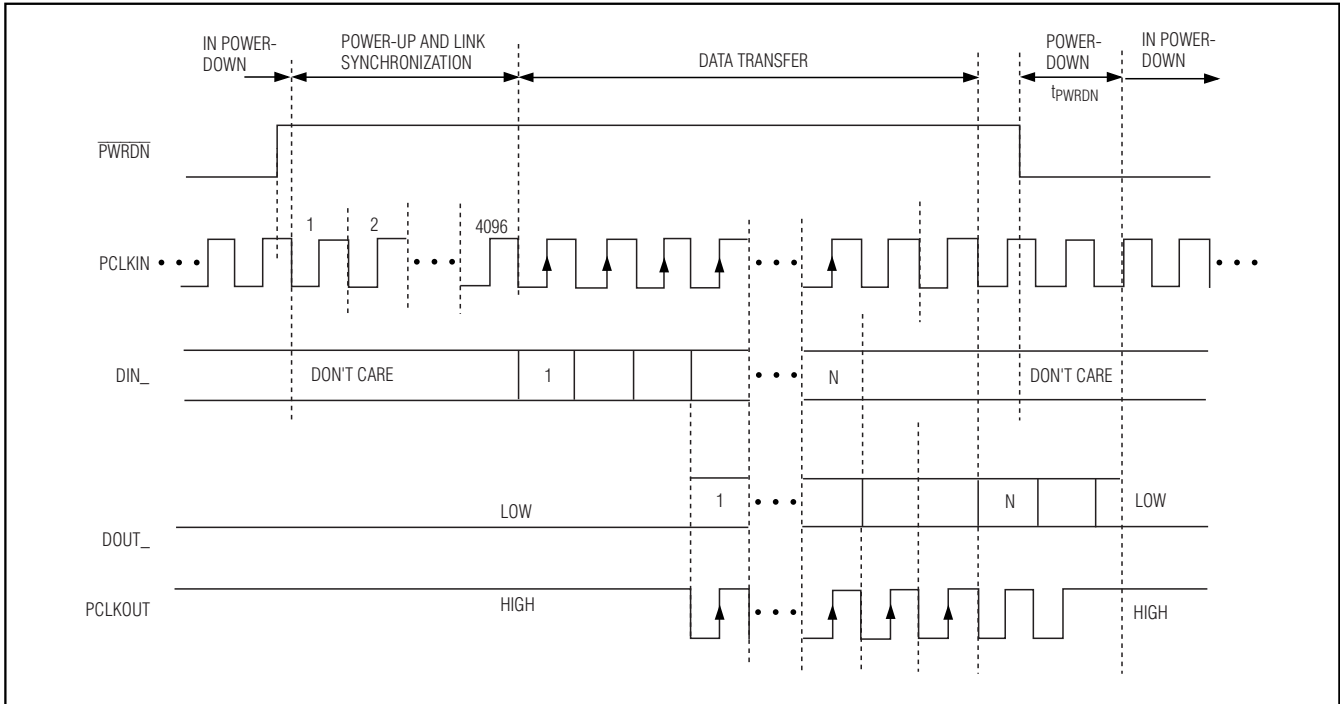 IN POWER-
DOWN
POWER-UP AND LINK
SYNCHRONIZATION
DATA TRANSFER
POWER-
DOWN
tPWRDN
IN POWER-
DOWN
PWRDN
1 2 4096
PCLKIN
DIN_ DON'T CARE 1 N DON'T CARE
1 N
LOW LOW
DOUT_
PCLKOUT HIGH HIGH